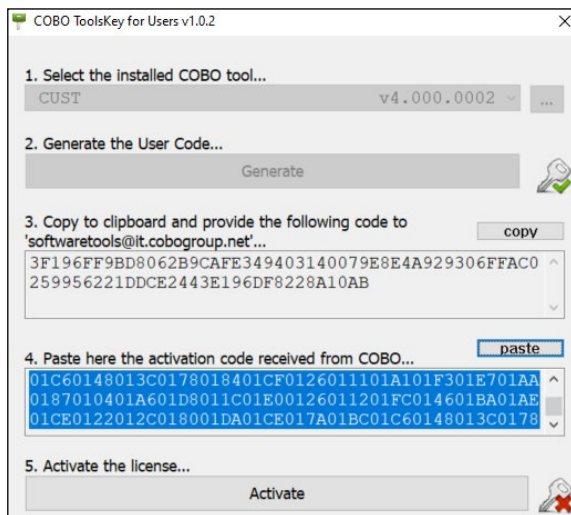 COBO ToolsKey for Users v1.0.2
1. Select the installed COBO tool...
CUST v4.000.0002 ...
2. Generate the User Code...
Generate
3. Copy to clipboard and provide the following code to
'softwaretools@it.cobogroup.net'...
copy
3F196FF9BD8062B9CAFE349403140079E8E4A929306FFAC0
259956221DDCE2443E196DF8228A10AB
paste
4. Paste here the activation code received from COBO...
01C60148013C0178018401CF0126011101A101F301E701AA
0187010401A601D8011C01E00126011201FC014601BA01AE
01CE0122012C018001DA01CE017A01BC01C60148013C0178
5. Activate the license...
Activate